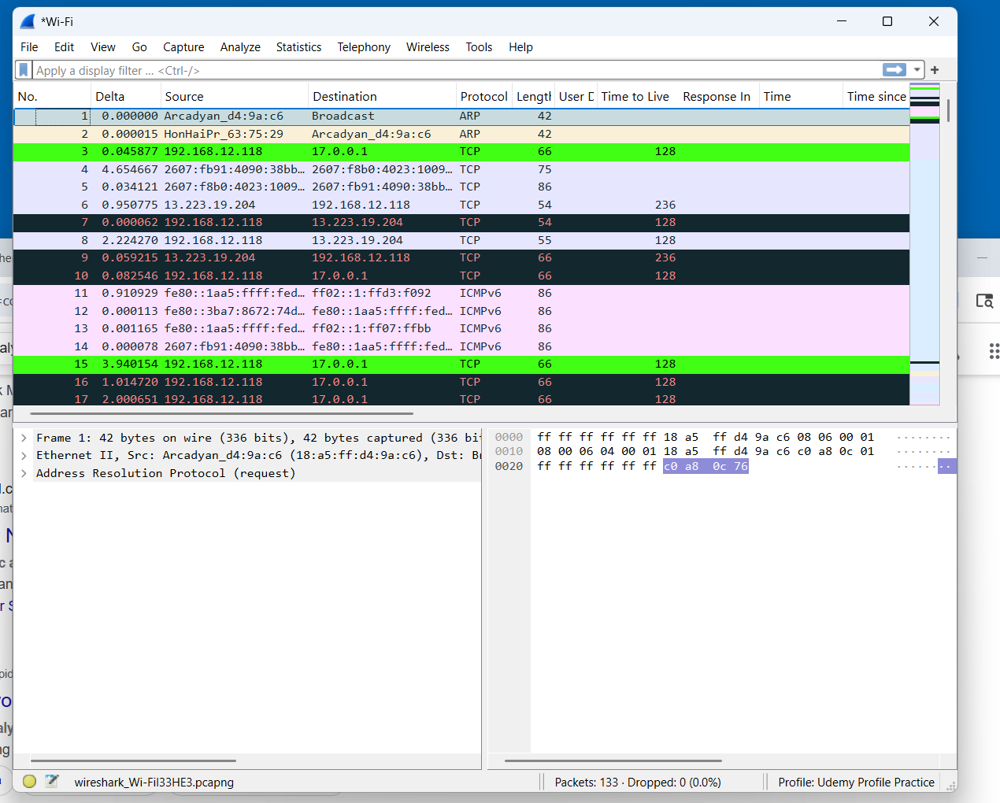 *Wi-Fi
File Edit View Go Capture Analyze Statistics Telephony Wireless Tools Help
Apply a display filter ... <Ctrl-/>
No. Delta Source Destination Protocol Lengtl User D Time to Live Response In Time Time since
1 0.000000 Arcadyan_d4:9a:c6 Broadcast ARP 42
2 0.000015 HonHaiPr_63:75:29 Arcadyan_d4:9a:c6 ARP 42
3 0.045877 192.168.12.118 17.0.0.1 TCP 66 128
4 4.654667 2607:fb91:4090:38bb… 2607:f8b0:4023:1009… TCP 75
5 0.034121 2607:f8b0:4023:1009… 2607:fb91:4090:38bb… TCP 86
6 0.950775 13.223.19.204 192.168.12.118 TCP 54 236
7 0.000062 192.168.12.118 13.223.19.204 TCP 54 128
8 2.224270 192.168.12.118 13.223.19.204 TCP 55 128
9 0.059215 13.223.19.204 192.168.12.118 TCP 66 236
10 0.082546 192.168.12.118 17.0.0.1 TCP 66 128
11 0.910929 fe80::1aa5:ffff:fed… ff02::1:ffd3:f092 ICMPv6 86
12 0.000113 fe80::3ba7:8672:74d… fe80::1aa5:ffff:fed… ICMPv6 86
13 0.001165 fe80::1aa5:ffff:fed… ff02::1:ff07:ffbb ICMPv6 86
14 0.000078 2607:fb91:4090:38bb… fe80::1aa5:ffff:fed… ICMPv6 86
15 3.940154 192.168.12.118 17.0.0.1 TCP 66 128
16 1.014720 192.168.12.118 17.0.0.1 TCP 66 128
17 2.000651 192.168.12.118 17.0.0.1 TCP 66 128
Frame 1: 42 bytes on wire (336 bits), 42 bytes captured (336 bi
Ethernet II, Src: Arcadyan_d4:9a:c6 (18:a5:ff:d4:9a:c6), Dst: Br
Address Resolution Protocol (request)
0000 ff ff ff ff ff ff 18 a5 ff d4 9a c6 08 06 00 01 ········
0010 08 00 06 04 00 01 18 a5 ff d4 9a c6 c0 a8 0c 01 ········
0020 ff ff ff ff ff ff c0 a8 0c 76 ·········
wireshark_Wi-FiI33HE3.pcapng Packets: 133 · Dropped: 0 (0.0%) Profile: Udemy Profile Practice